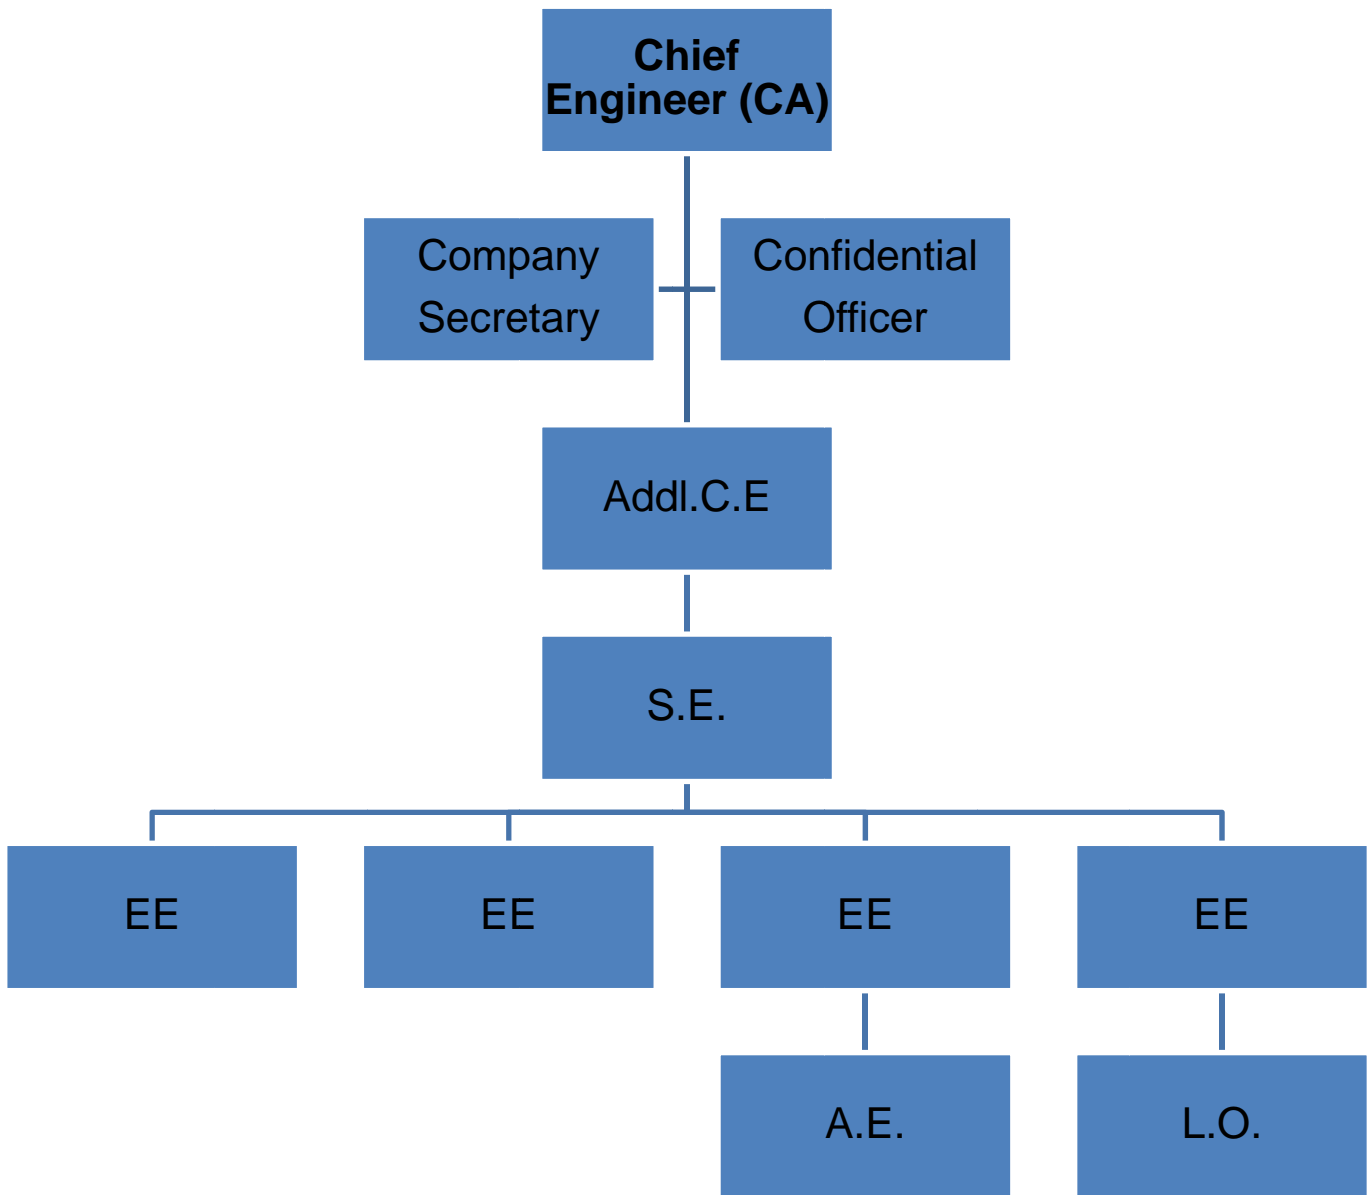 Chief
Engineer (CA)
Company
Secretary
Confidential
Officer
Addl.C.E
S.E.
EE
EE
EE
EE
A.E.
L.O.